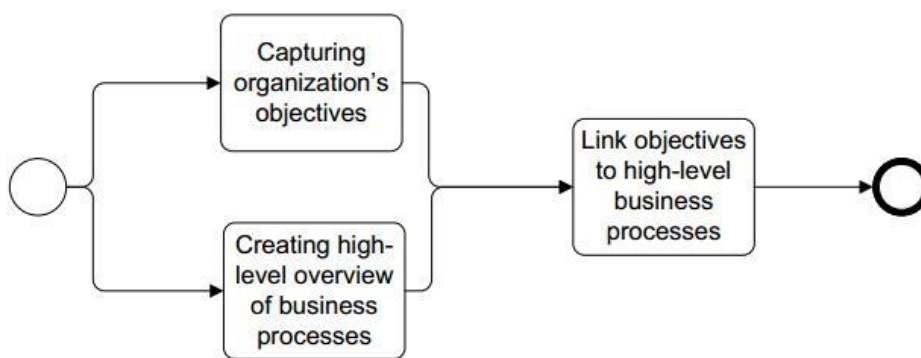 Capturing
organization's
objectives
Creating high-
level overview
of business
processes
Link objectives
to high-level
business
processes